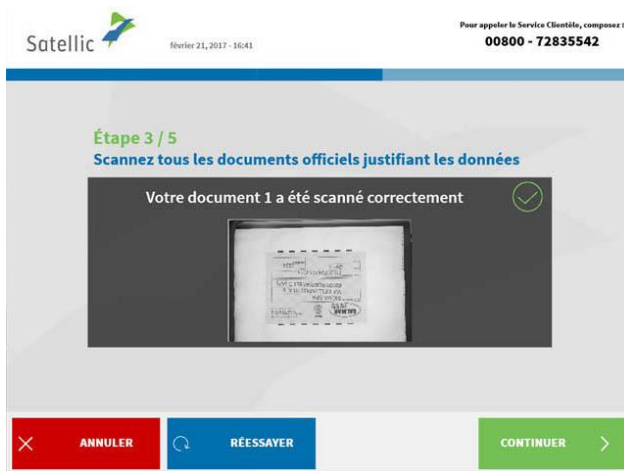 Satellic
février 21, 2017 - 16:41
Pour appeler le Service Clientèle, composez :
00800 - 72835542
Étape 3 / 5
Scannez tous les documents officiels justifiant les données
Votre document 1 a été scanné correctement
ANNULER
RÉESSAYER
CONTINUER